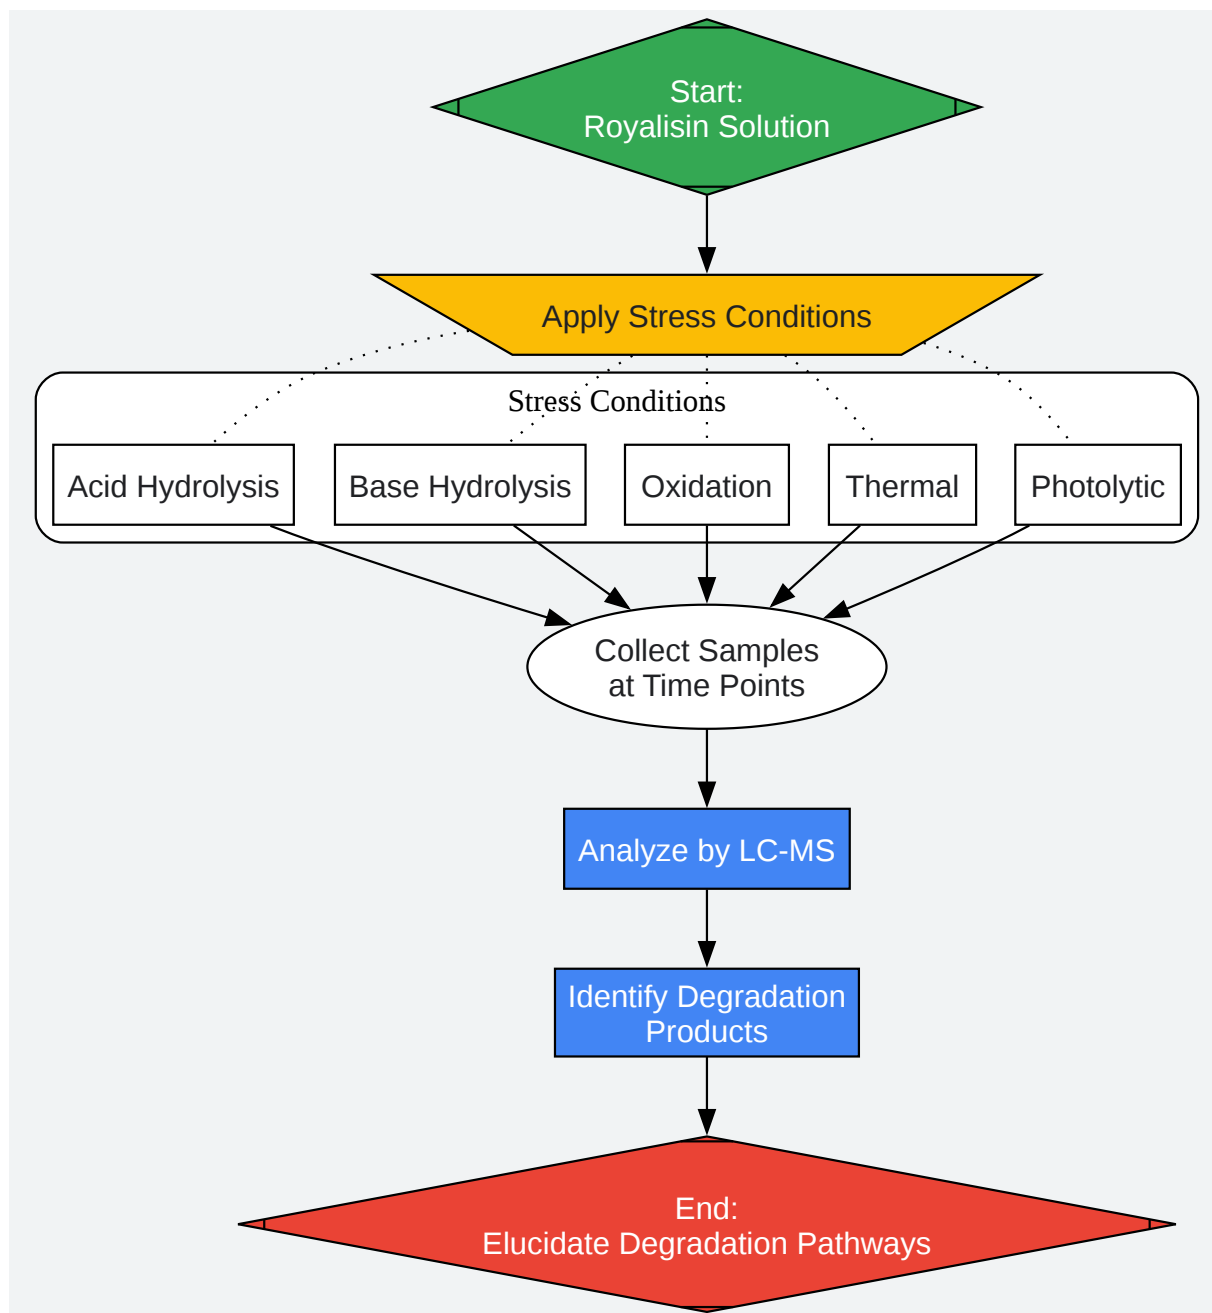 Start:
Royalisin Solution
Apply Stress Conditions
Stress Conditions
Acid Hydrolysis
Base Hydrolysis
Oxidation
Thermal
Photolytic
Collect Samples
at Time Points
Analyze by LC-MS
Identify Degradation
Products
End:
Elucidate Degradation Pathways